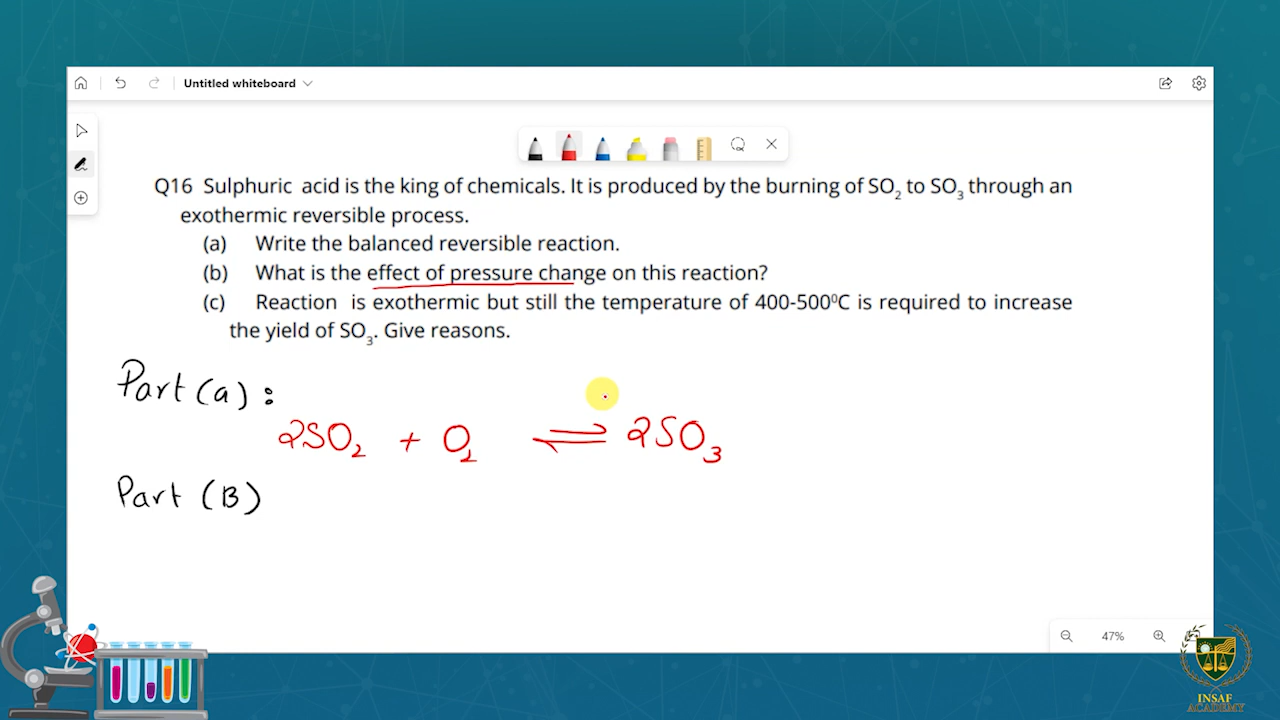 Untitled whiteboard
Q16 Sulphuric acid is the king of chemicals. It is produced by the burning of SO₂ to SO₃ through an
exothermic reversible process.
(a) Write the balanced reversible reaction.
(b) What is the effect of pressure change on this reaction?
(c) Reaction is exothermic but still the temperature of 400-500⁰C is required to increase
the yield of SO₃. Give reasons.
Part (a) :
2SO₂ + O₂ ⇌ 2SO₃
Part (B)
47%
INSAF
ACADEMY